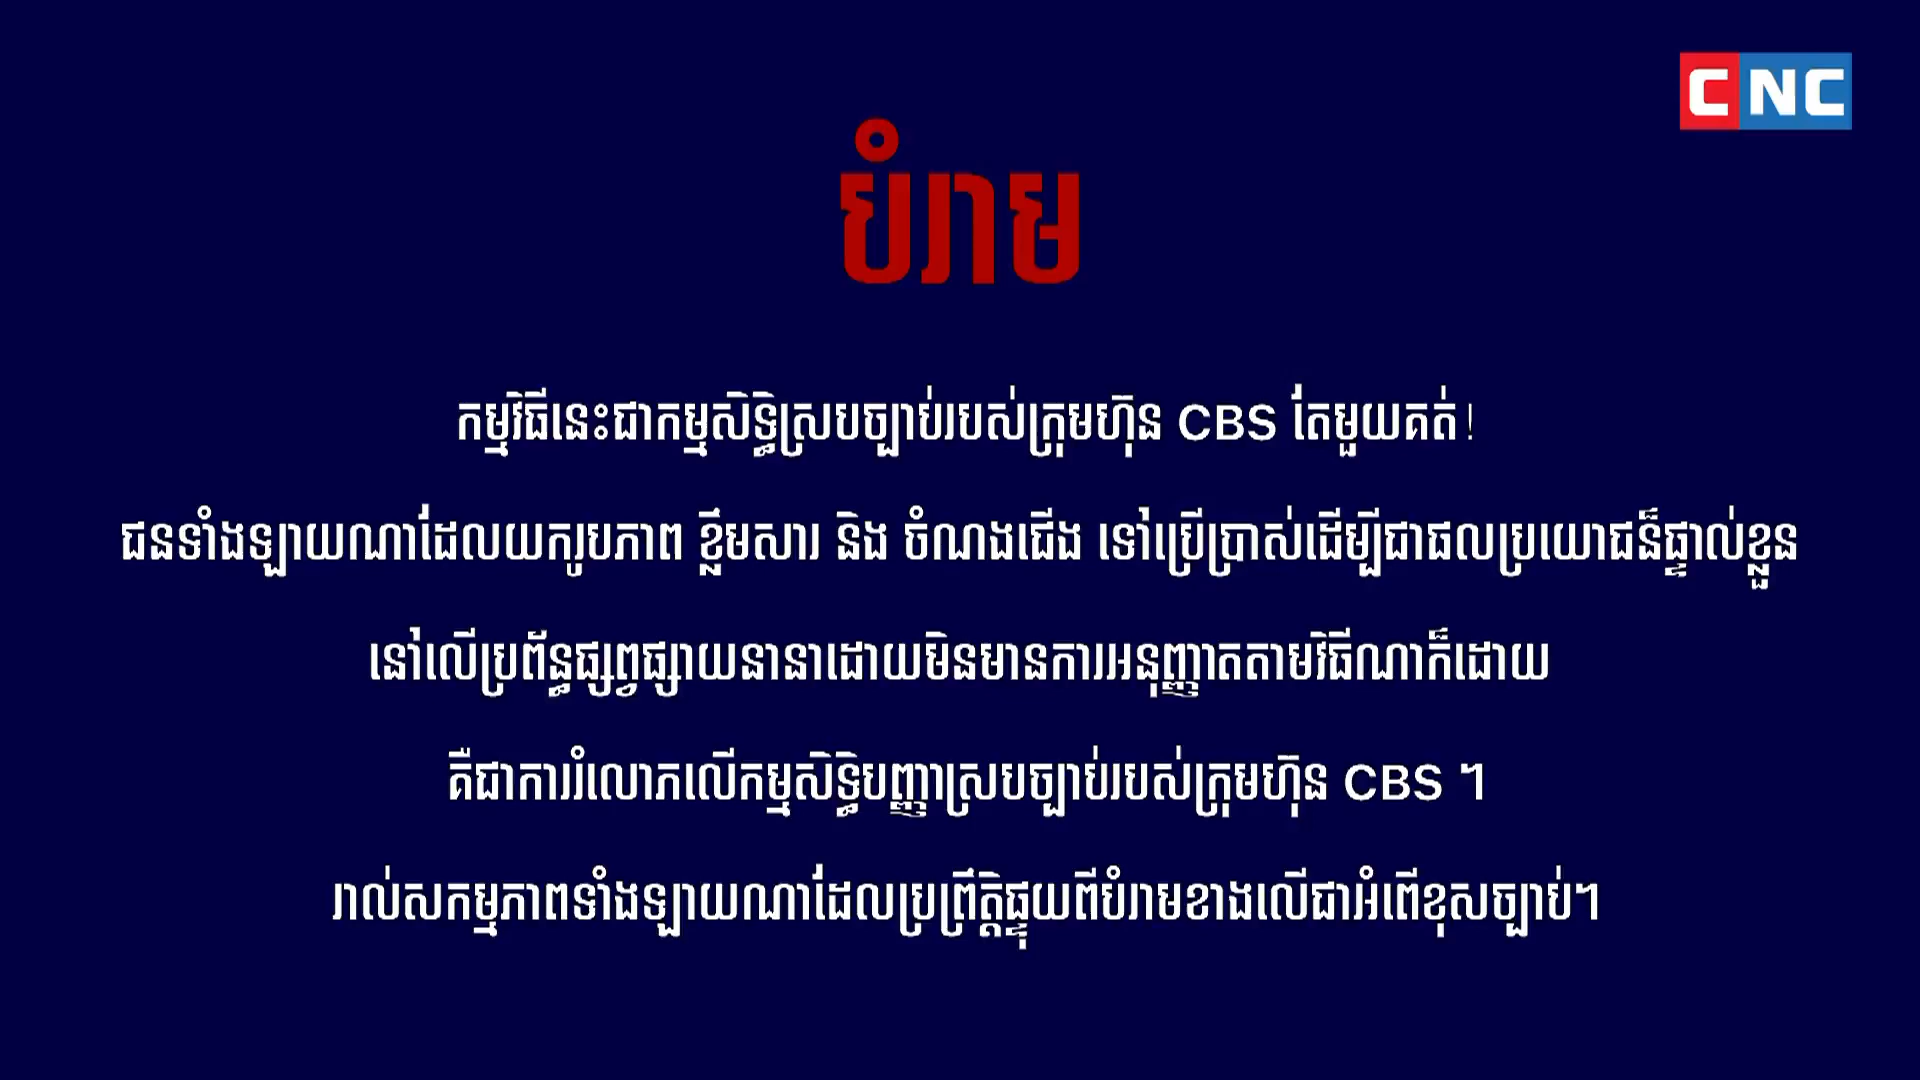 CNC
បំរាម
កម្មវិធីនេះជាកម្មសិទ្ធិស្របច្បាប់របស់ក្រុមហ៊ុន CBS តែមួយគត់!
ជនទាំងឡាយណាដែលយករូបភាព ខ្លឹមសារ និង ចំណងជើង ទៅប្រើប្រាស់ដើម្បីជាផលប្រយោជន៏ផ្ទាល់ខ្លួន
នៅលើប្រព័ន្ធផ្សព្វផ្សាយនានាដោយមិនមានការអនុញ្ញាតតាមវិធីណាក៏ដោយ
គឺជាការរំលោភលើកម្មសិទ្ធិបញ្ញាស្របច្បាប់របស់ក្រុមហ៊ុន CBS ។
រាល់សកម្មភាពទាំងឡាយណាដែលប្រព្រឹត្តិផ្ទុយពីបំរាមខាងលើជាអំពើខុសច្បាប់។